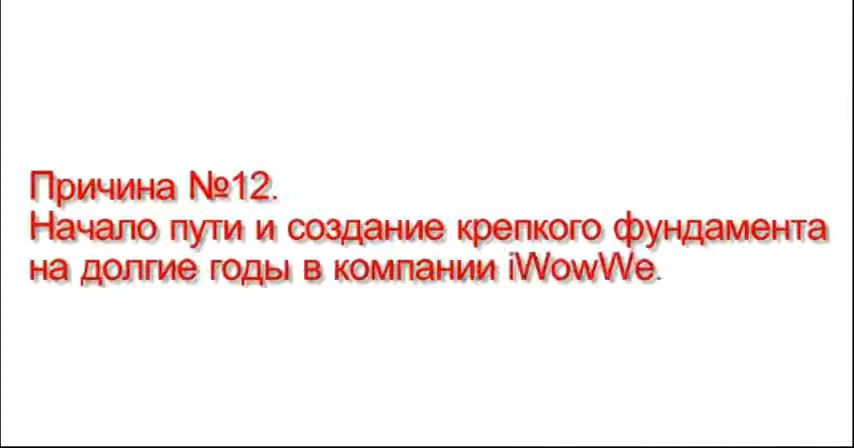 Причина №12.
Начало пути и создание крепкого фундамента
на долгие годы в компании iWowWe.